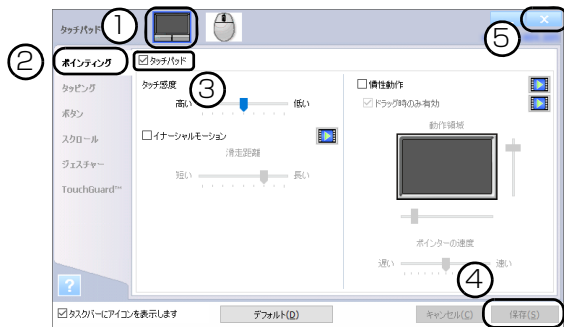 タッチパッド
①
⑤
②
ポインティング
タッチパッド
タッピング
ボタン
スクロール
ジェスチャー
TouchGuard™
タッチ感度
③
高い
低い
イナーシャルモーション
滑走距離
短い
長い
慣性動作
ドラッグ時のみ有効
動作領域
ポインターの速度
遅い
速い
④
?
タスクバーにアイコンを表示します
デフォルト(D)
キャンセル(C)
保存(S)